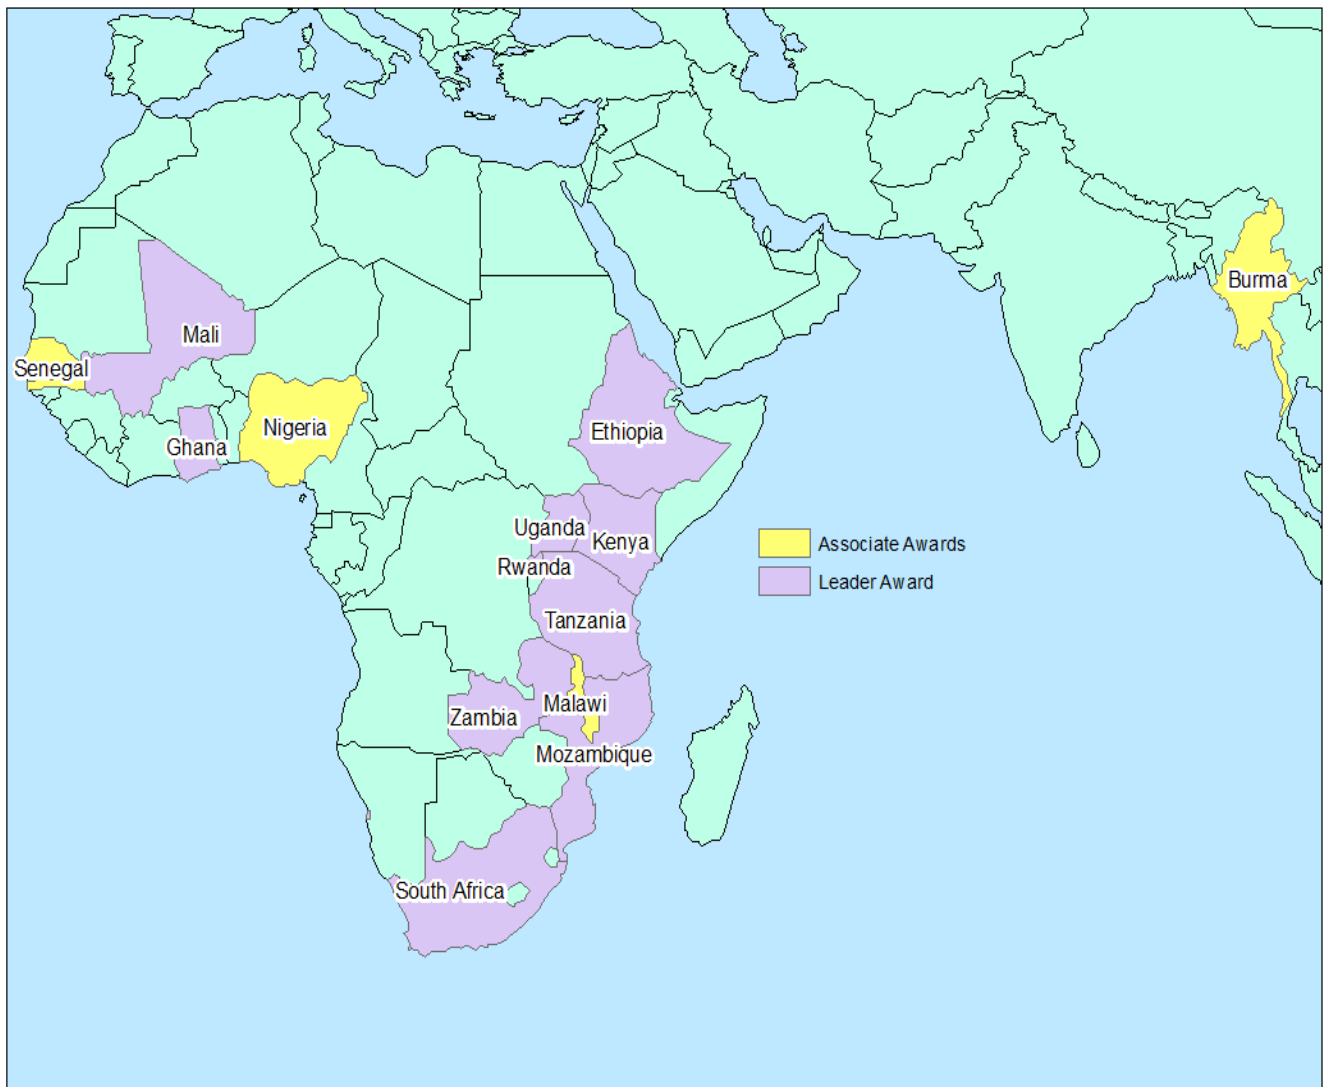 Burma
Mali
Senegal
Nigeria
Ghana
Ethiopia
Uganda
Kenya
Associate Awards
Rwanda
Leader Award
Tanzania
Malawi
Zambia
Mozambique
South Africa